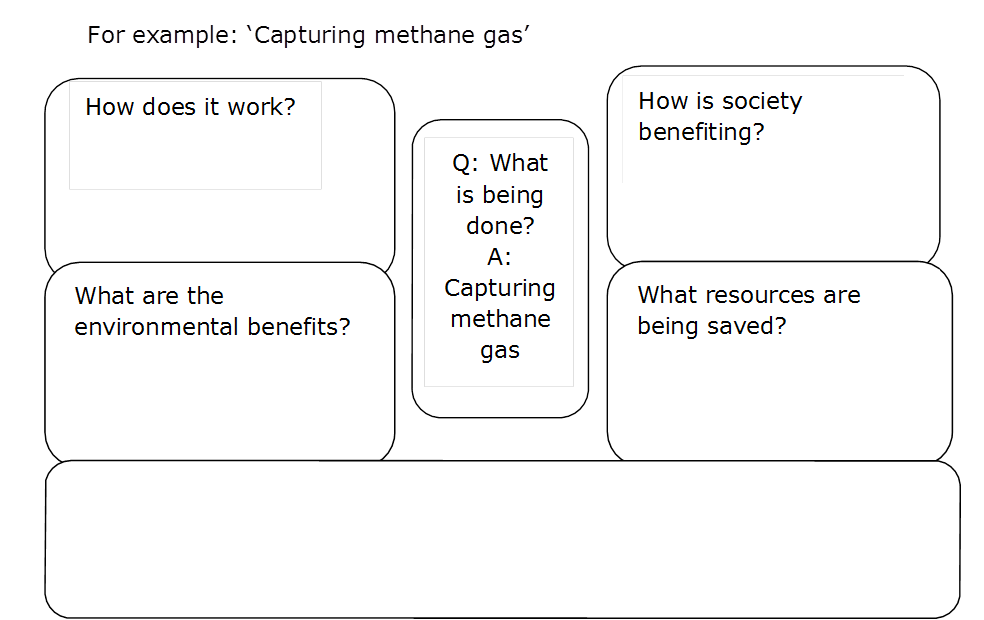 For example: ‘Capturing methane gas’
How does it work?
Q: What
is being
done?
A:
Capturing
methane
gas
How is society
benefiting?
What are the
environmental benefits?
What resources are
being saved?